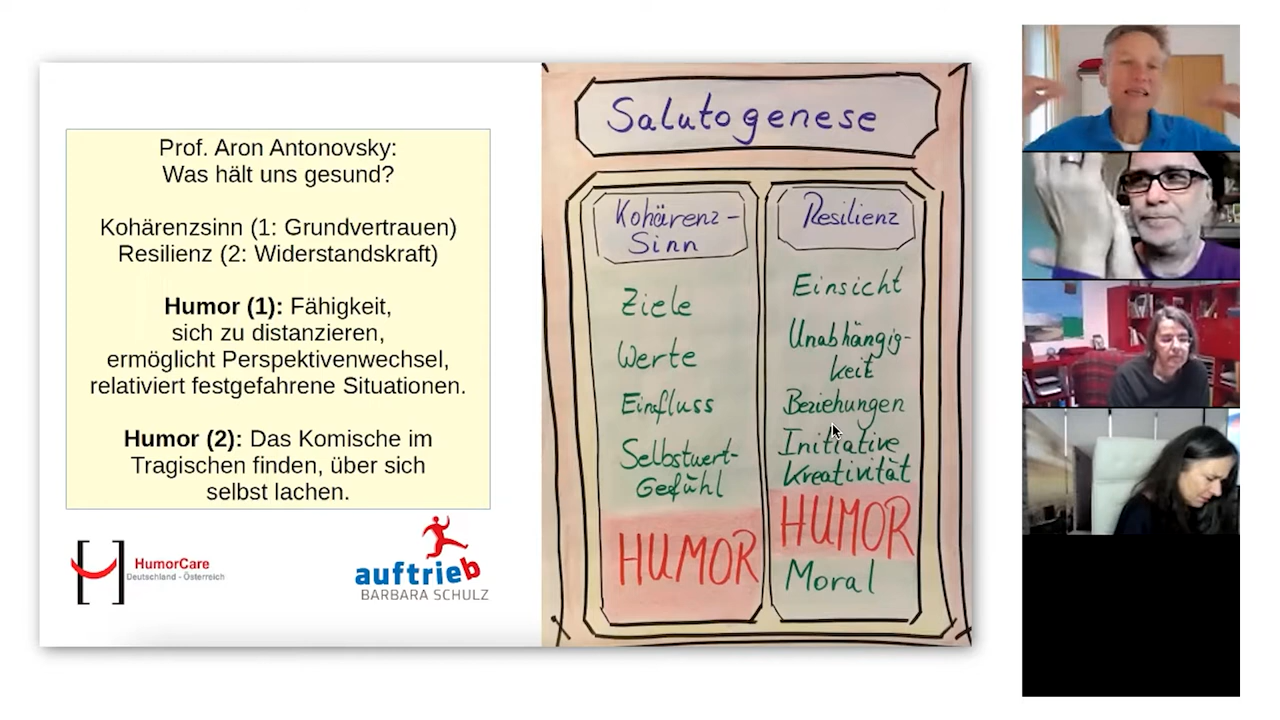 Prof. Aron Antonovsky:
Was hält uns gesund?
Kohärenzsinn (1: Grundvertrauen)
Resilienz (2: Widerstandskraft)
Humor (1): Fähigkeit,
sich zu distanzieren,
ermöglicht Perspektivenwechsel,
relativiert festgefahrene Situationen.
Humor (2): Das Komische im
Tragischen finden, über sich
selbst lachen.
HumorCare
Deutschland - Österreich
auftrieb
BARBARA SCHULZ
Salutogenese
Kohärenz-
Sinn
Ziele
Werte
Einfluss
Selbstwert-
Gefühl
HUMOR
Resilienz
Einsicht
Unabhängig-
keit
Beziehungen
Initiative
Kreativität
HUMOR
Moral